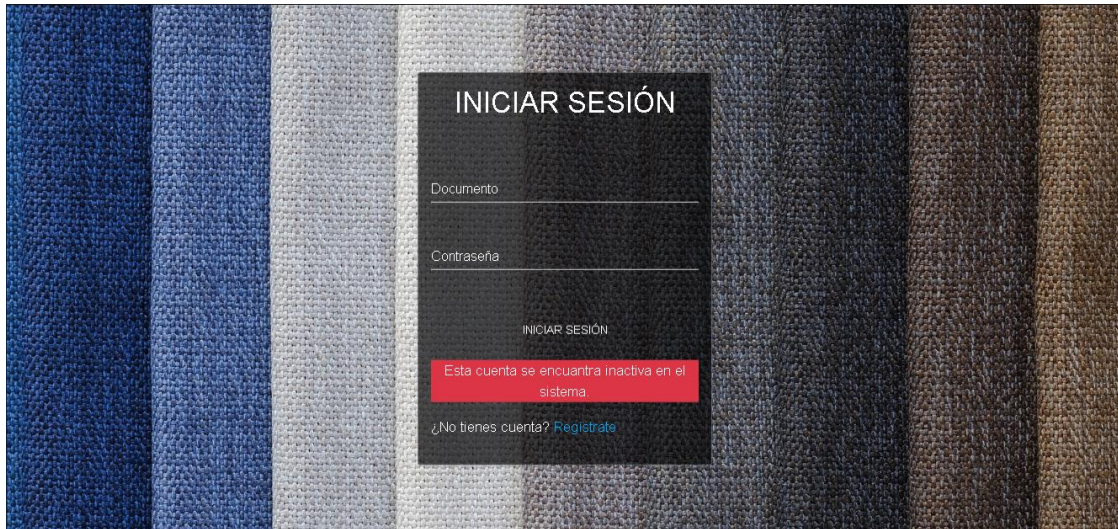 INICIAR SESIÓN
Documento
Contraseña
INICIAR SESIÓN
Esta cuenta se encuantra inactiva en el
sistema.
¿No tienes cuenta? Registrate